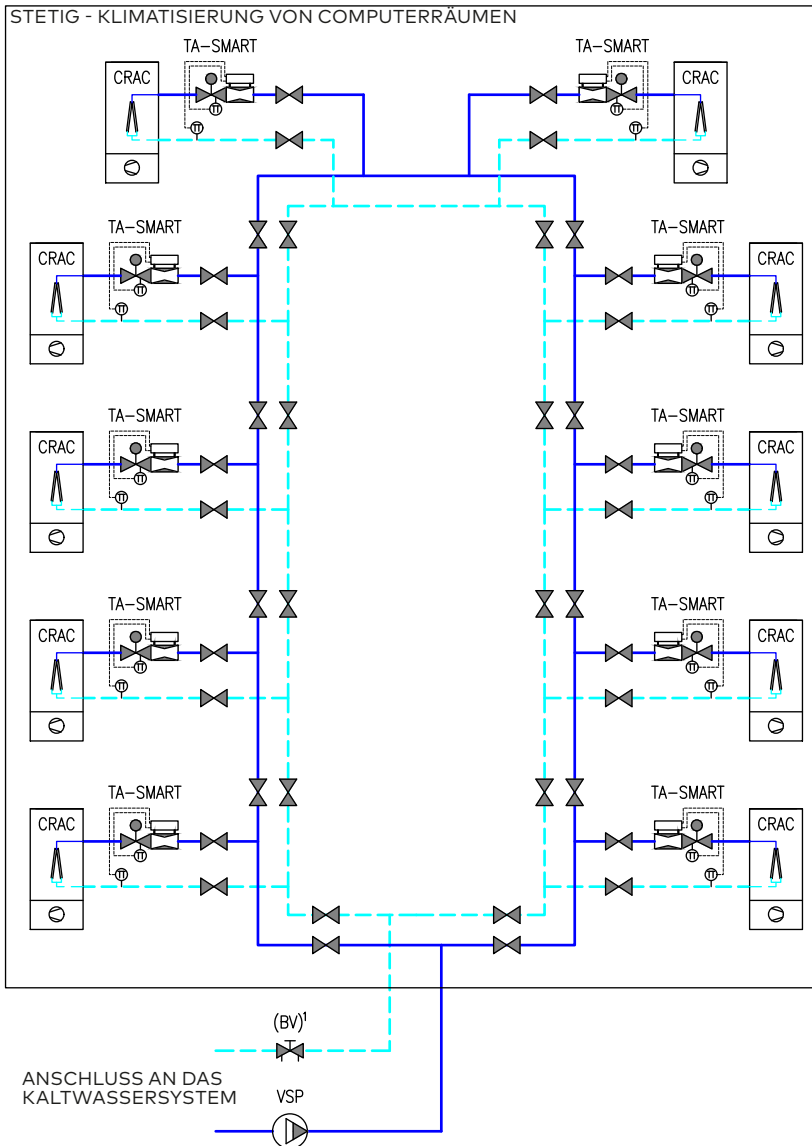 STETIG - KLIMATISIERUNG VON COMPUTERRÄUMEN
TA-SMART
TA-SMART
CRAC
CRAC
TA-SMART
TA-SMART
CRAC
CRAC
TA-SMART
TA-SMART
CRAC
CRAC
TA-SMART
TA-SMART
CRAC
CRAC
TA-SMART
TA-SMART
CRAC
CRAC
(BV)¹
ANSCHLUSS AN DAS
KALTWASSERSYSTEM
VSP